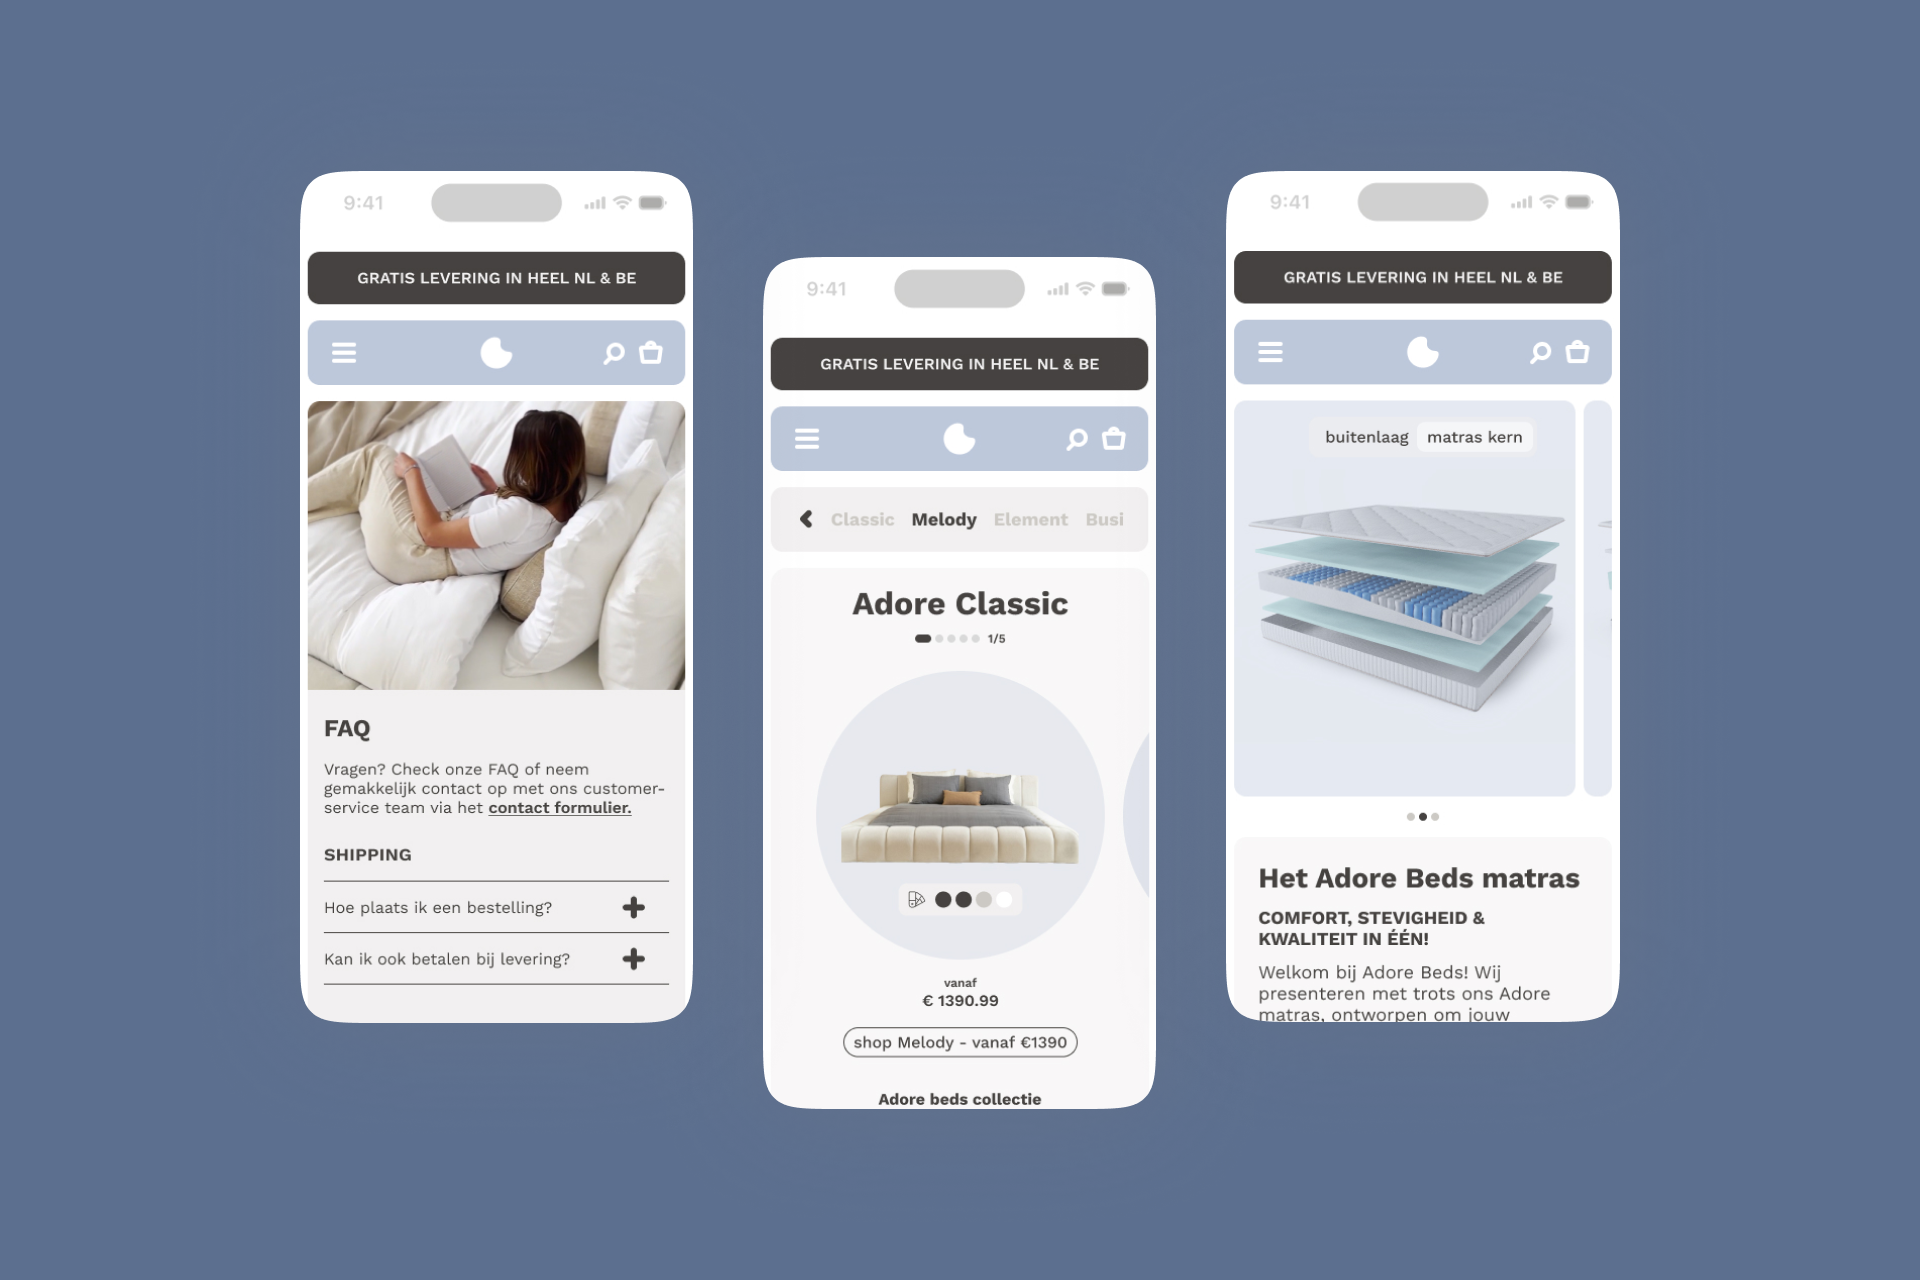 9:41
GRATIS LEVERING IN HEEL NL & BE
FAQ
Vragen? Check onze FAQ of neem
gemakkelijk contact op met ons customer-
service team via het contact formulier.
SHIPPING
Hoe plaats ik een bestelling?
Kan ik ook betalen bij levering?
9:41
GRATIS LEVERING IN HEEL NL & BE
Classic Melody Element Busi
Adore Classic
1/5
vanaf
€ 1390.99
shop Melody - vanaf €1390
Adore beds collectie
9:41
GRATIS LEVERING IN HEEL NL & BE
buitenlaag matras kern
Het Adore Beds matras
COMFORT, STEVIGHEID &
KWALITEIT IN ÉÉN!
Welkom bij Adore Beds! Wij
presenteren met trots ons Adore
matras, ontworpen om jouw